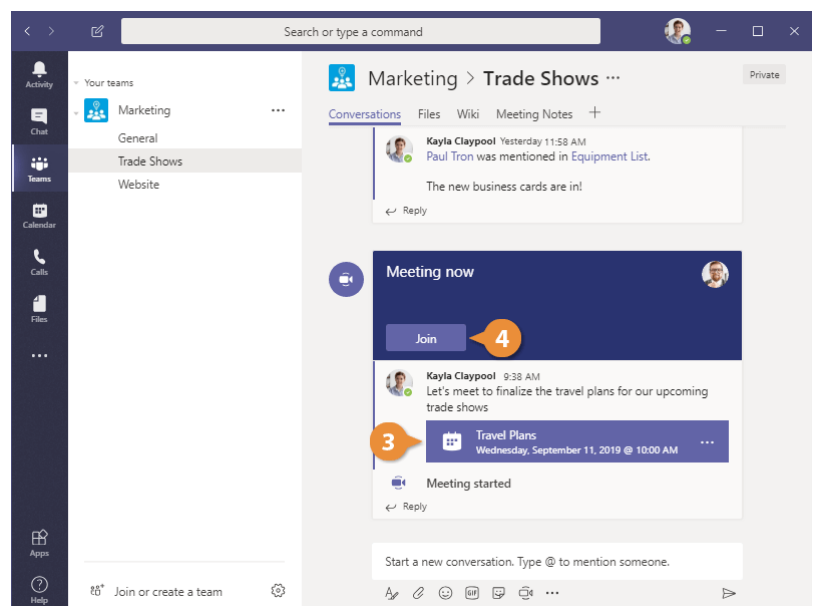 Search or type a command
Activity
Chat
Teams
Calendar
Calls
Files
Apps
Help
Your teams
Marketing
General
Trade Shows
Website
Join or create a team
Marketing > Trade Shows
Private
Conversations Files Wiki Meeting Notes
Kayla Claypool Yesterday 11:58 AM
Paul Tron was mentioned in Equipment List.
The new business cards are in!
Reply
Meeting now
Join
4
Kayla Claypool 9:38 AM
Let's meet to finalize the travel plans for our upcoming
trade shows
3
Travel Plans
Wednesday, September 11, 2019 @ 10:00 AM
Meeting started
Reply
Start a new conversation. Type @ to mention someone.
GIF